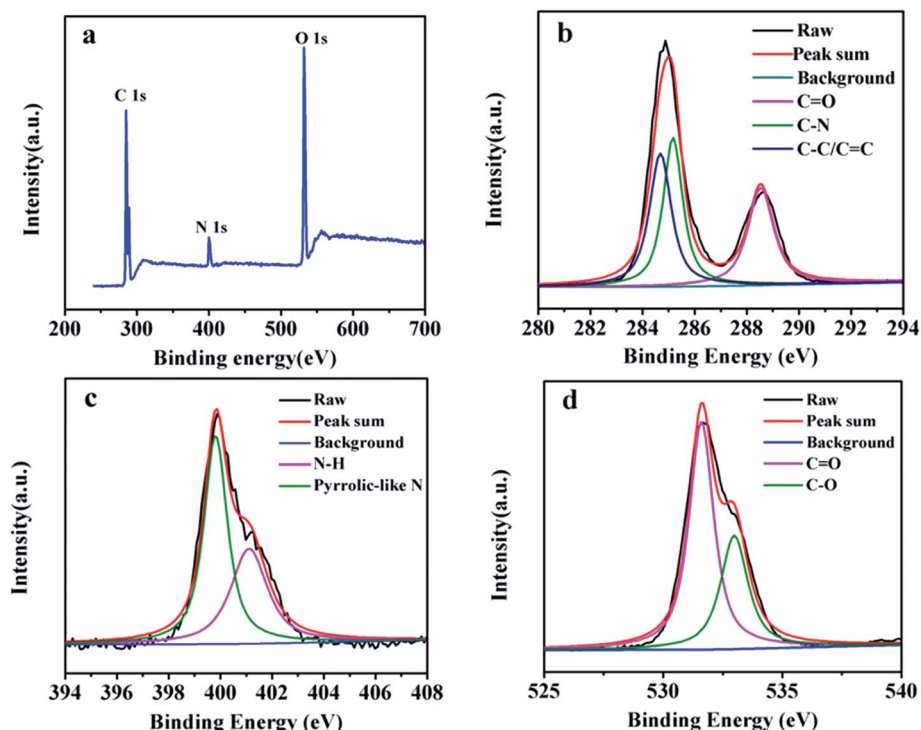 a
O 1s
C 1s
N 1s
Intensity(a.u.)
200 300 400 500 600 700
Binding energy(eV)
b
Raw
Peak sum
Background
C=O
C-N
C-C/C=C
Intensity(a.u.)
280 282 284 286 288 290 292 294
Binding Energy (eV)
c
Raw
Peak sum
Background
N-H
Pyrrolic-like N
Intensity(a.u.)
394 396 398 400 402 404 406 408
Binding Energy (eV)
d
Raw
Peak sum
Background
C=O
C-O
Intensity(a.u.)
525 530 535 540
Binding Energy (eV)